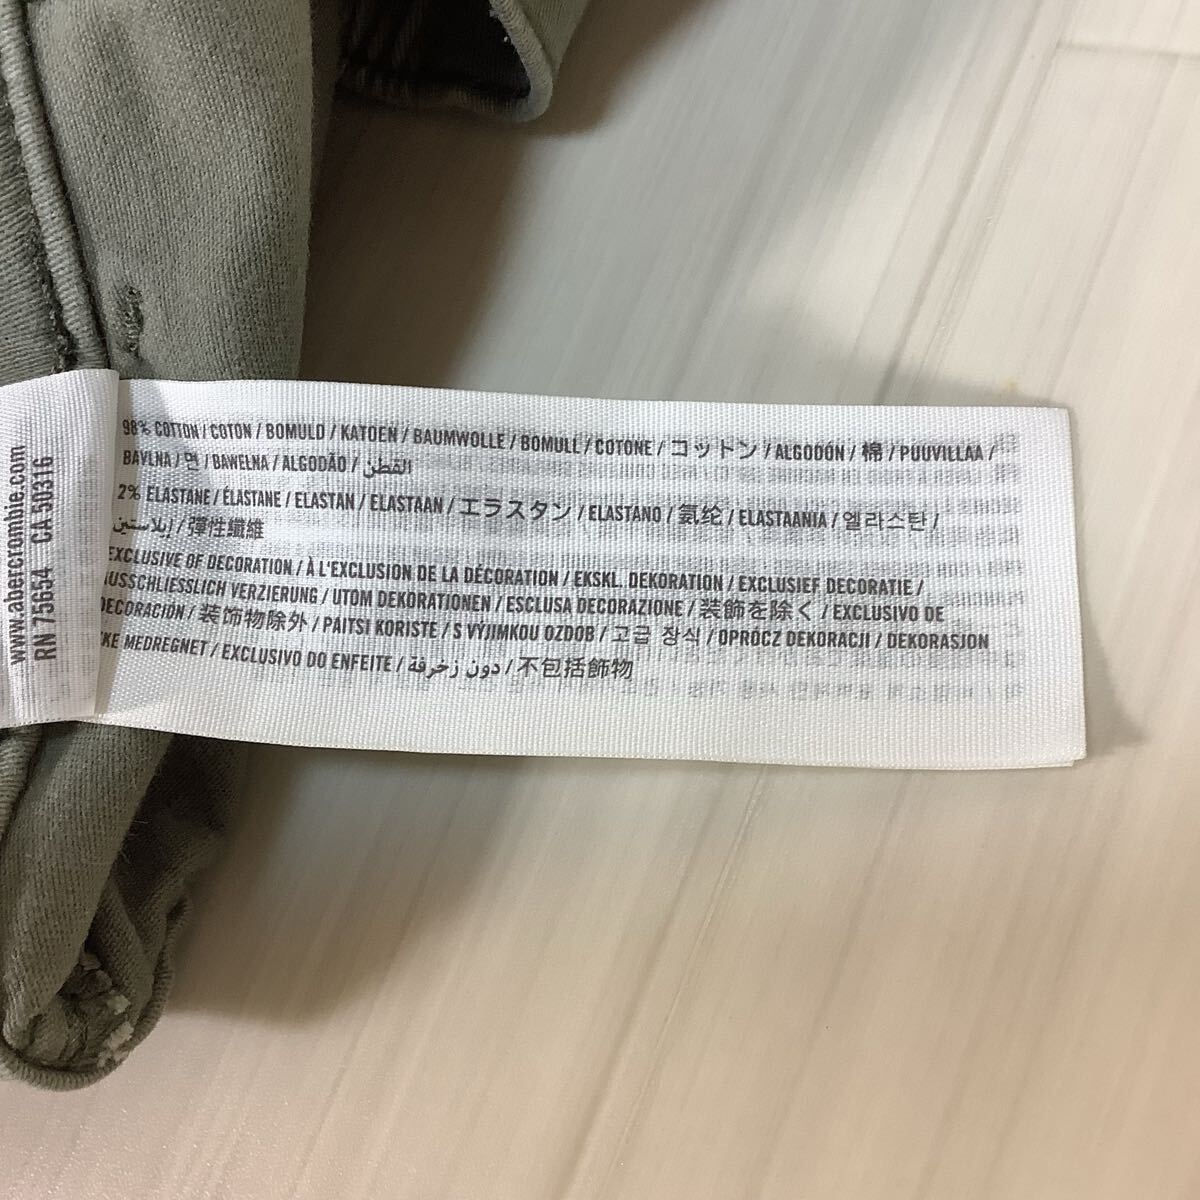 www.abercrombie.com
RN 75654 CA 50316
98% COTTON / COTON / BOMULD / KATOEN / BAUMWOLLE / BOMULL / COTONE / コットン / ALGODÓN / 棉 / PUUVILLAA /
BAVLNA / 면 / BAWEŁNA / ALGODÃO / القطن
2% ELASTANE / ÉLASTANE / ELASTAN / ELASTAAN / エラスタン / ELASTANO / 氨纶 / ELASTAANIA / 엘라스탄 /
إيلاستين / 彈性纖維
EXCLUSIVE OF DECORATION / À L'EXCLUSION DE LA DÉCORATION / EKSKL. DEKORATION / EXCLUSIEF DECORATIE /
AUSSCHLIESSLICH VERZIERUNG / UTOM DEKORATIONEN / ESCLUSA DECORAZIONE / 装飾を除く / EXCLUSIVO DE
DECORACIÓN / 装饰物除外 / PAITSI KORISTE / S VÝJIMKOU OZDOB / 고급 장식 / OPRÓCZ DEKORACJI / DEKORASJON
IKKE MEDREGNET / EXCLUSIVO DO ENFEITE / دون زخرفة / 不包括飾物